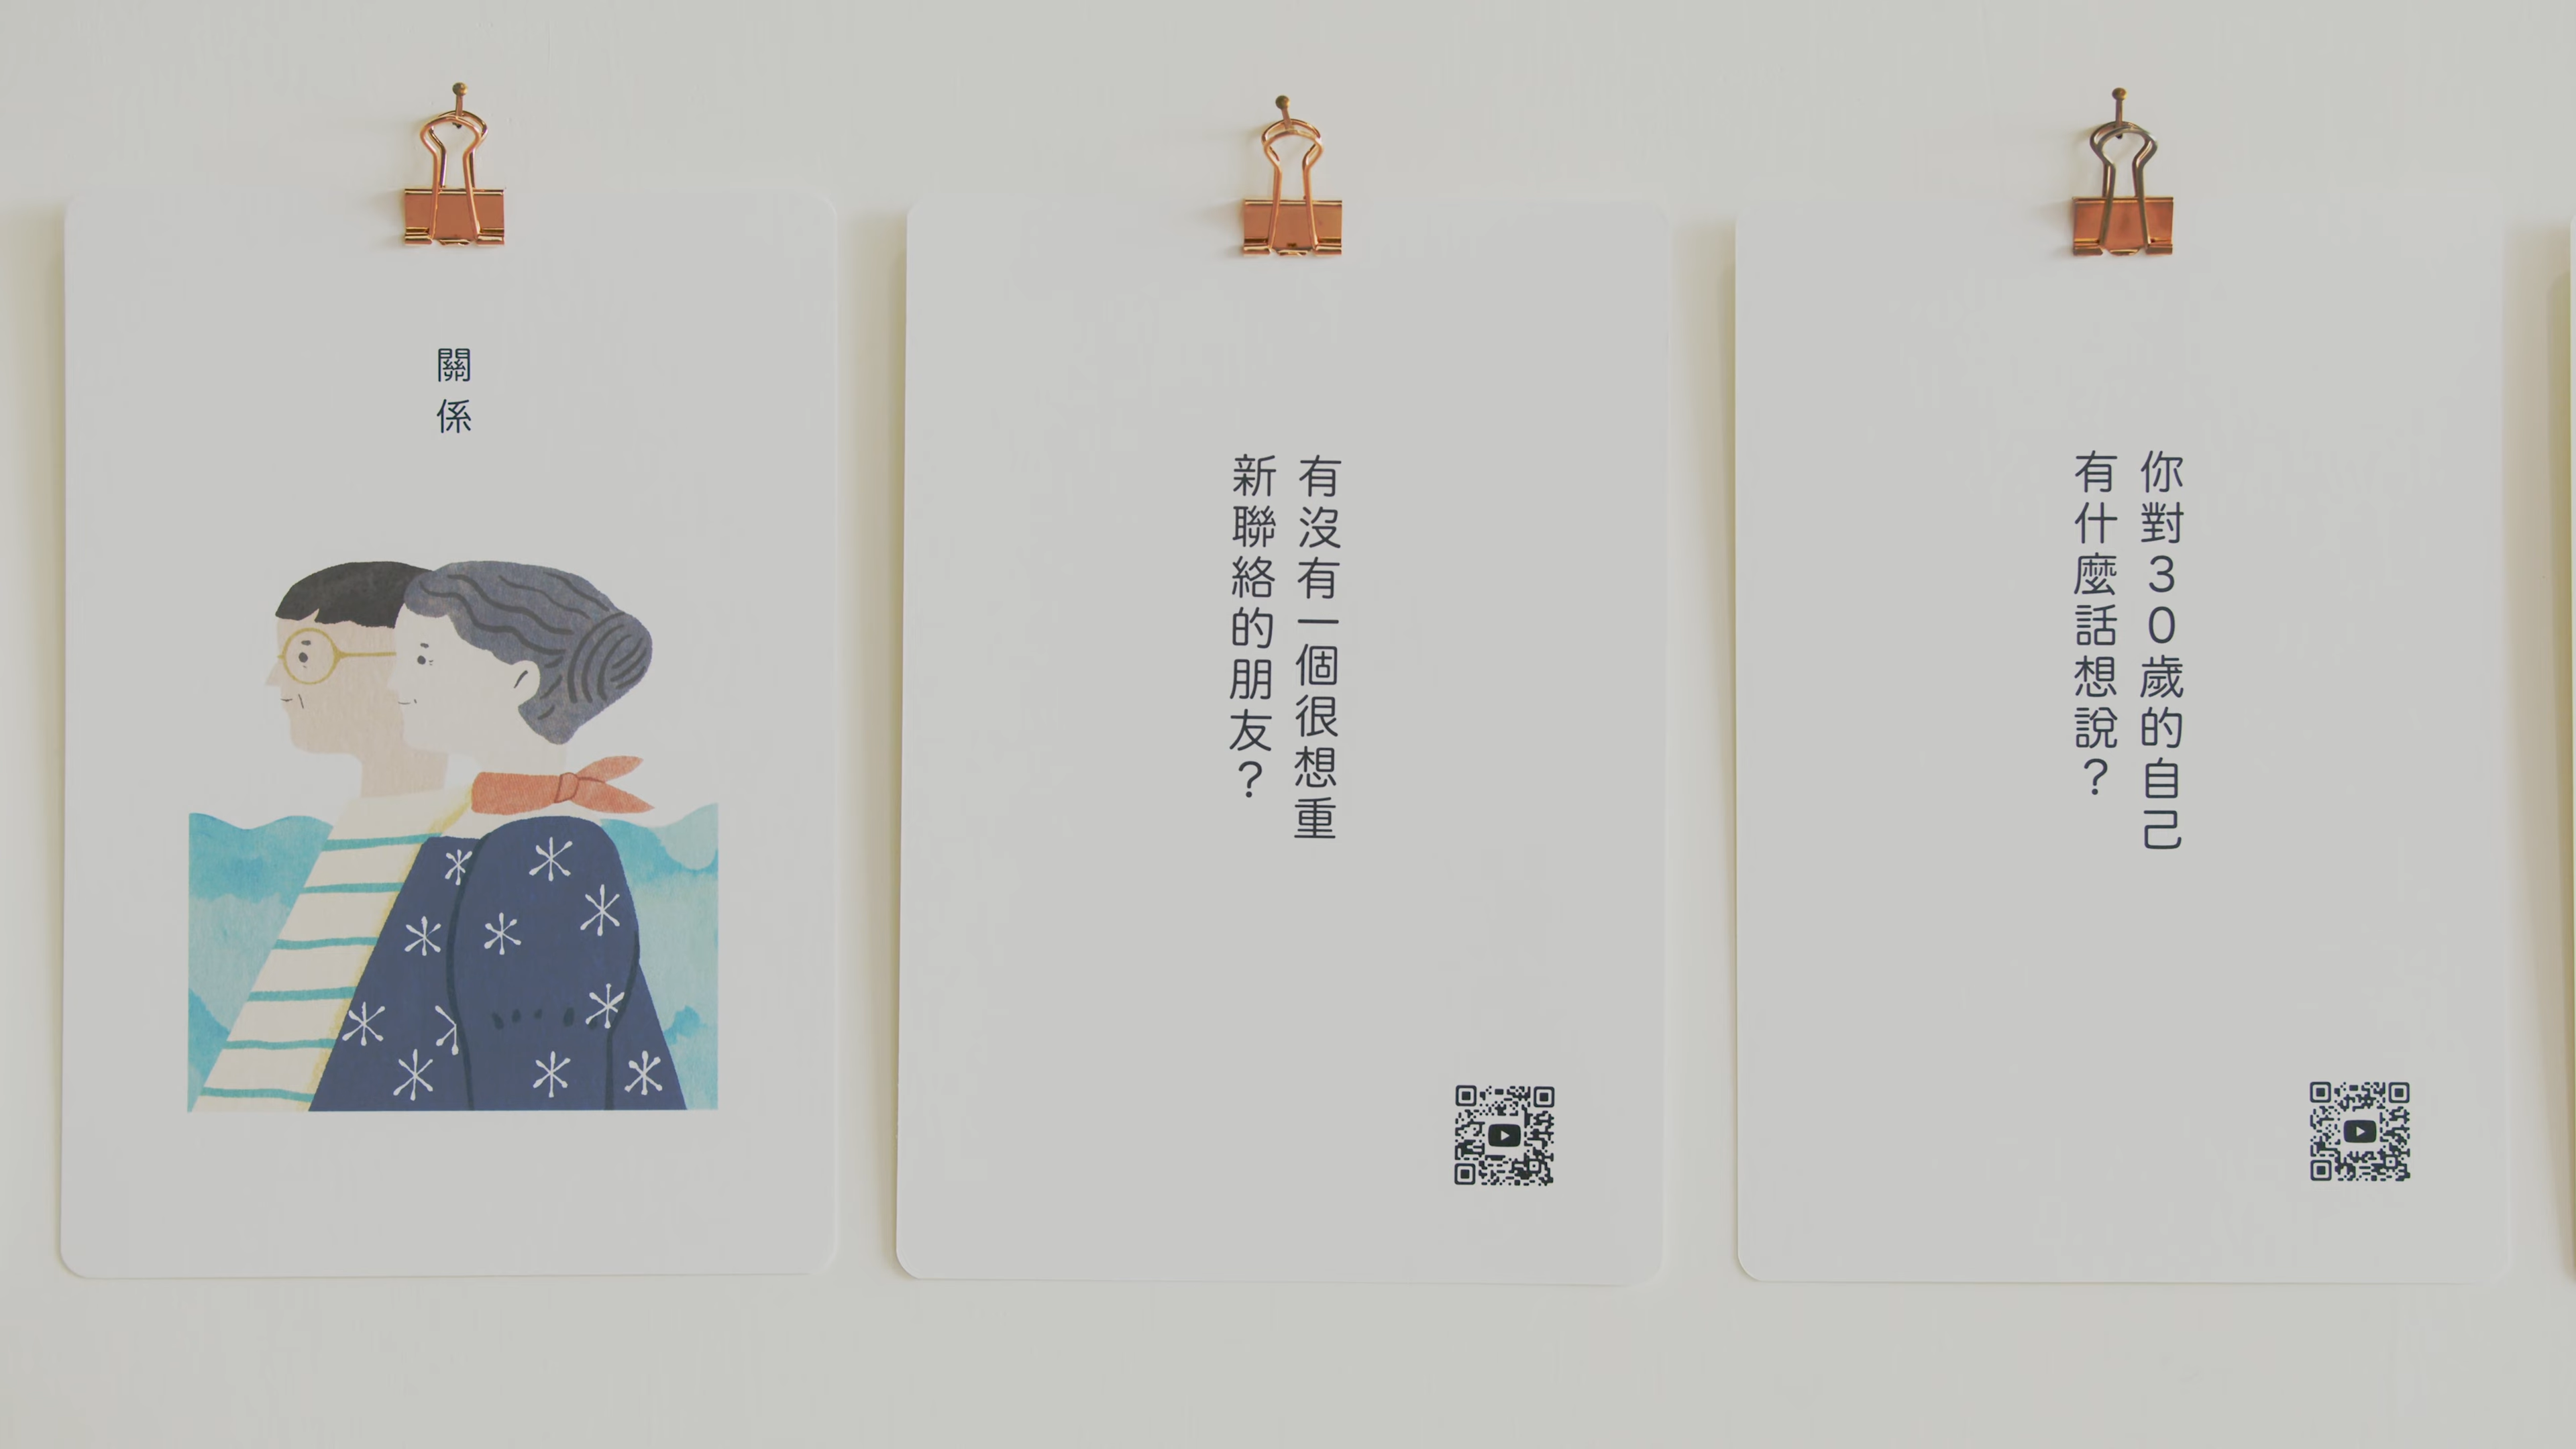 關係
有沒有一個很想重
新聯絡的朋友？
你對30歲的自己
有什麼話想說？